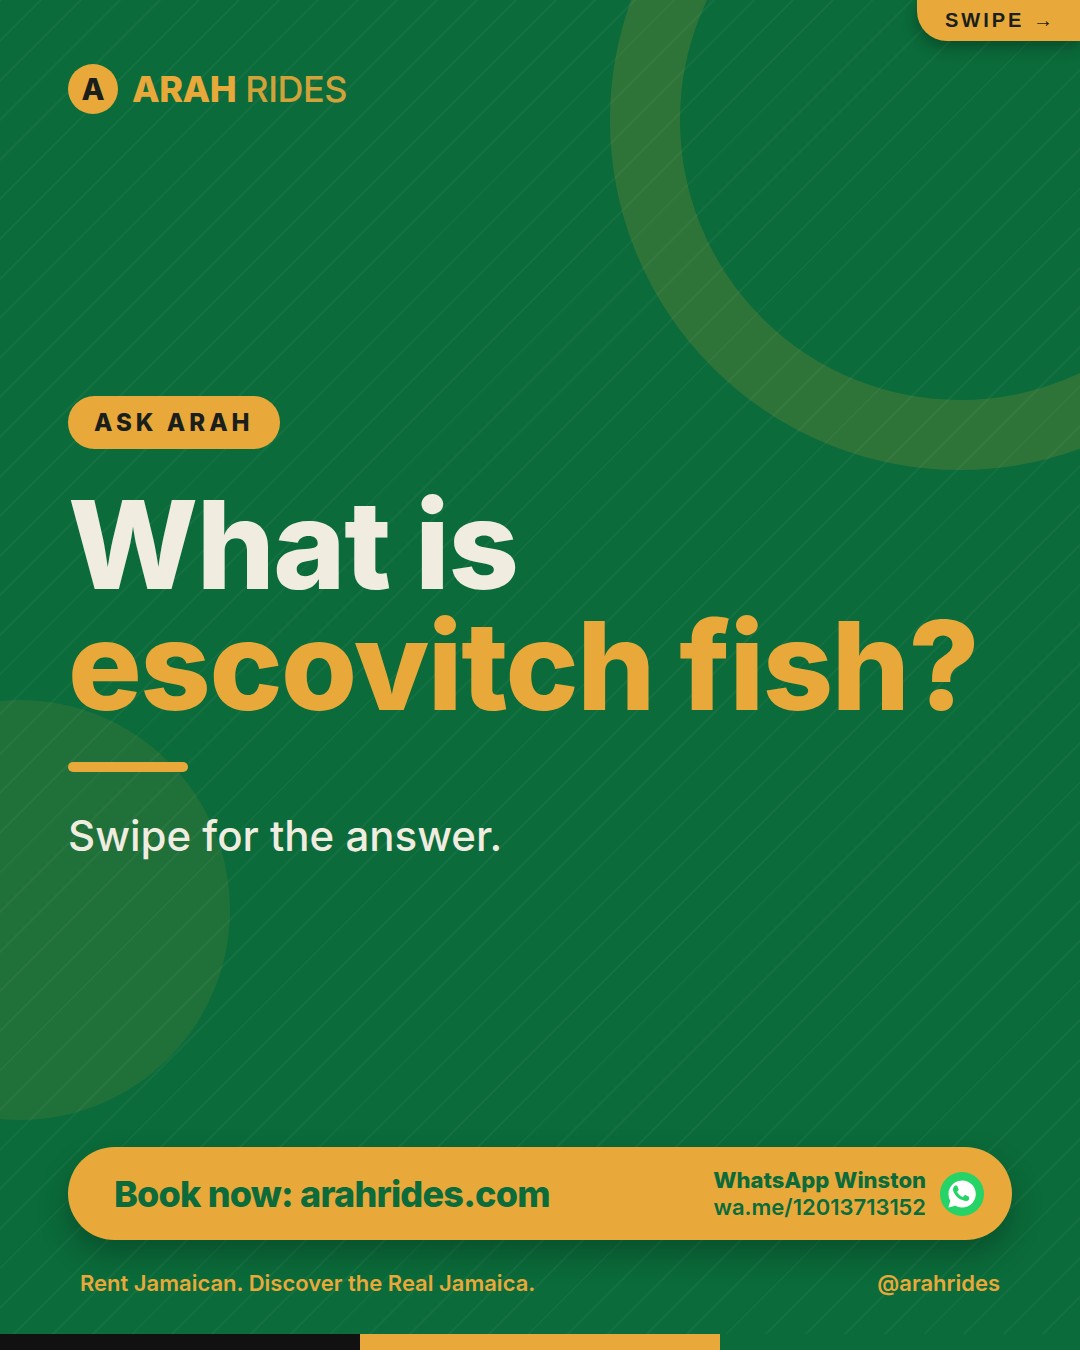 SWIPE →
A ARAH RIDES
ASK ARAH
What is
escovitch fish?
Swipe for the answer.
Book now: arahrides.com
WhatsApp Winston
wa.me/12013713152
Rent Jamaican. Discover the Real Jamaica.
@arahrides